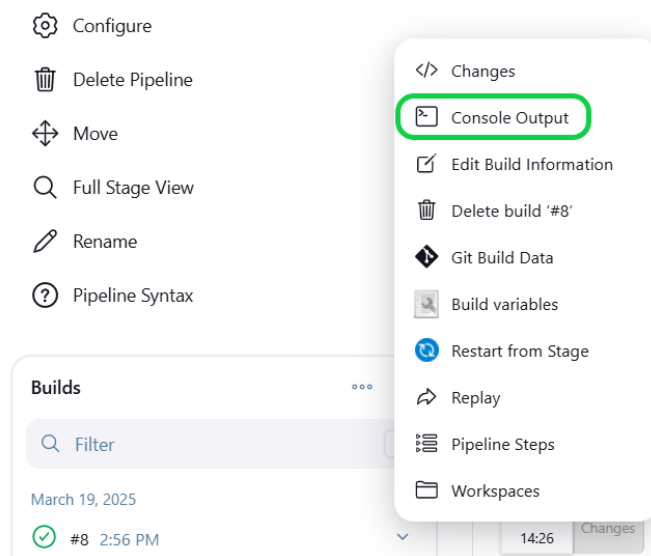 Configure
Delete Pipeline
Move
Full Stage View
Rename
Pipeline Syntax
Builds
Filter
March 19, 2025
#8 2:56 PM
Changes
Console Output
Edit Build Information
Delete build ‘#8’
Git Build Data
Build variables
Restart from Stage
Replay
Pipeline Steps
Workspaces
14:26
Changes